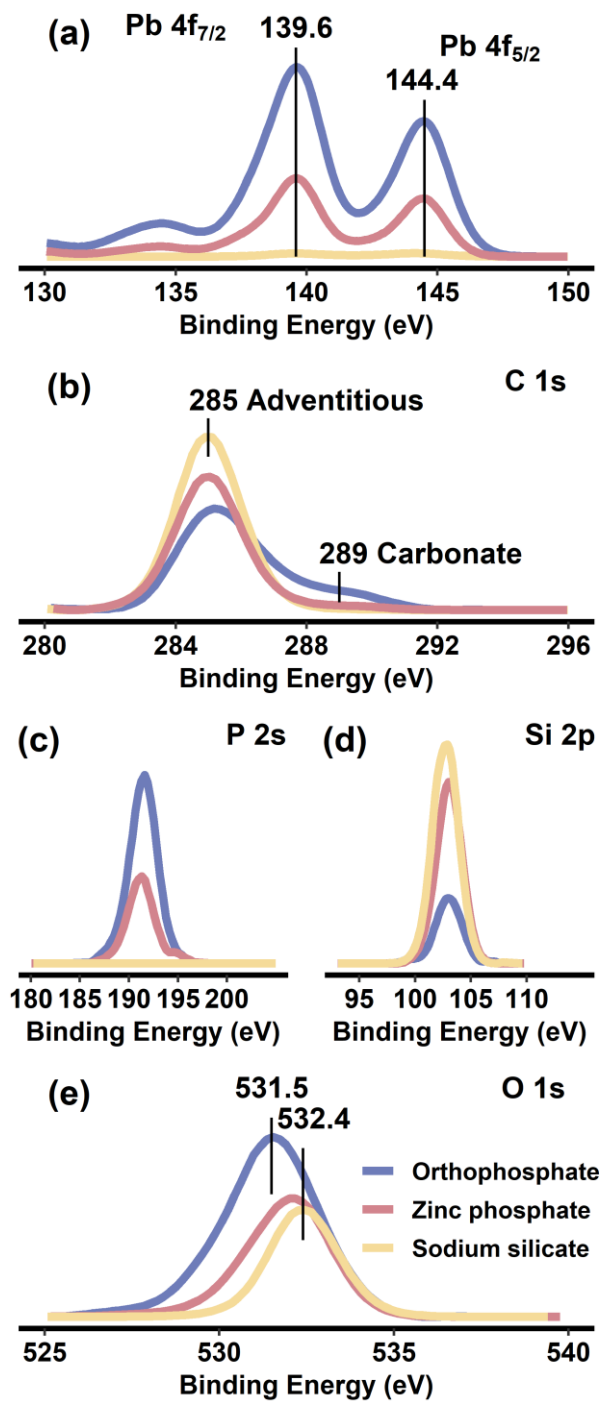 (a)
Pb 4f7/2
139.6
Pb 4f5/2
144.4
130 135 140 145 150
Binding Energy (eV)
(b)
C 1s
285 Adventitious
289 Carbonate
280 284 288 292 296
Binding Energy (eV)
(c)
P 2s
180 185 191 195 200
Binding Energy (eV)
(d)
Si 2p
95 100 105 110
Binding Energy (eV)
(e)
O 1s
531.5
532.4
Orthophosphate
Zinc phosphate
Sodium silicate
525 530 535 540
Binding Energy (eV)